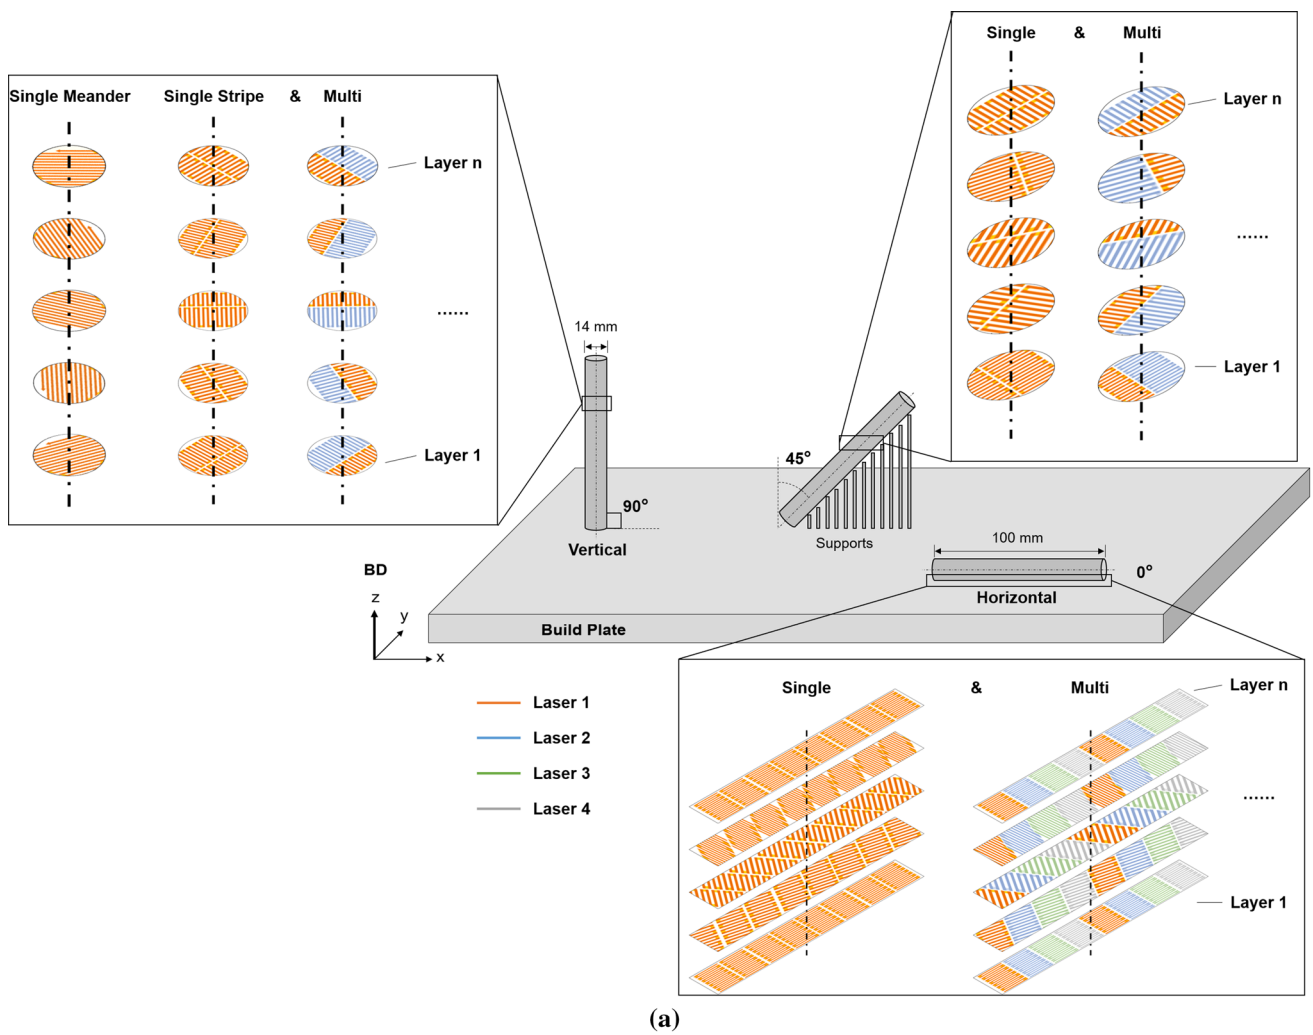 Single Meander Single Stripe & Multi
Layer n
......
Layer 1
Single & Multi
Layer n
......
Layer 1
14 mm
90°
Vertical
45°
Supports
100 mm
0°
Horizontal
Build Plate
BD
z
y
x
Laser 1
Laser 2
Laser 3
Laser 4
Single & Multi
Layer n
......
Layer 1
(a)